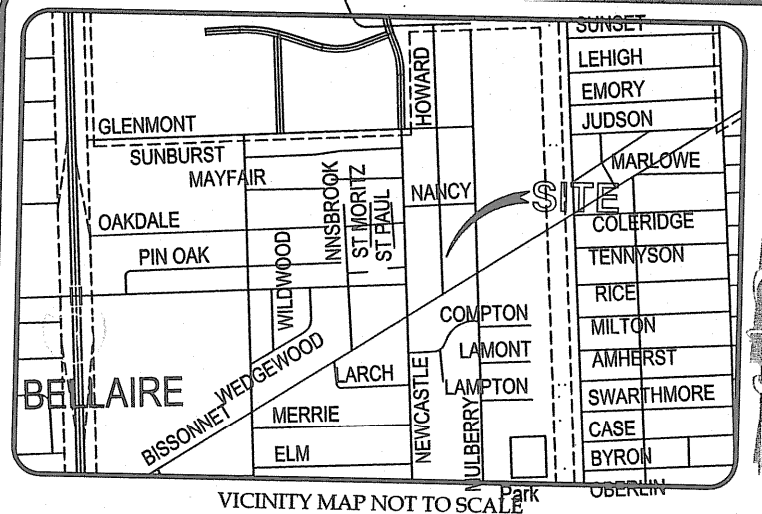 SUNSET
LEHIGH
EMORY
JUDSON
HOWARD
GLENMONT
SUNBURST
MAYFAIR
MARLOWE
NANCY
SITE
INNSBROOK
ST MORITZ
ST PAUL
OAKDALE
COLERIDGE
PIN OAK
TENNYSON
WILDWOOD
RICE
COMPTON
MILTON
LAMONT
AMHERST
WEDGEWOOD
LARCH
LAMPTON
BELLAIRE
SWARTHMORE
BISSONNET
MERRIE
NEWCASTLE
MULBERRY
CASE
ELM
BYRON
Park
OBERLIN
VICINITY MAP NOT TO SCALE